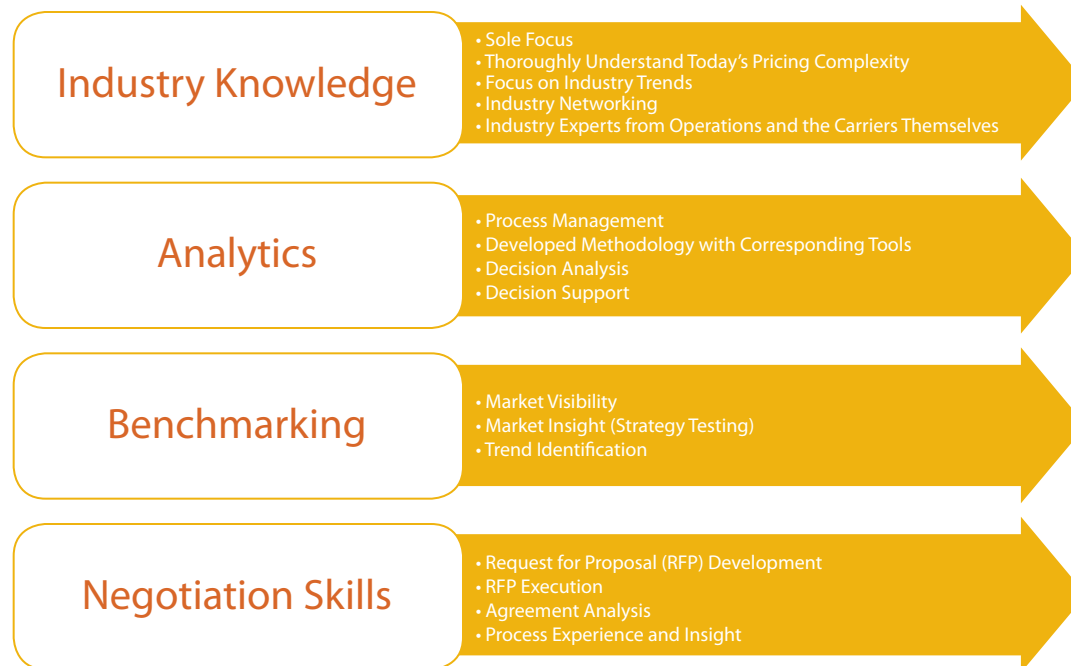 Industry Knowledge
• Sole Focus
• Thoroughly Understand Today's Pricing Complexity
• Focus on Industry Trends
• Industry Networking
• Industry Experts from Operations and the Carriers Themselves
Analytics
• Process Management
• Developed Methodology with Corresponding Tools
• Decision Analysis
• Decision Support
Benchmarking
• Market Visibility
• Market Insight (Strategy Testing)
• Trend Identification
Negotiation Skills
• Request for Proposal (RFP) Development
• RFP Execution
• Agreement Analysis
• Process Experience and Insight